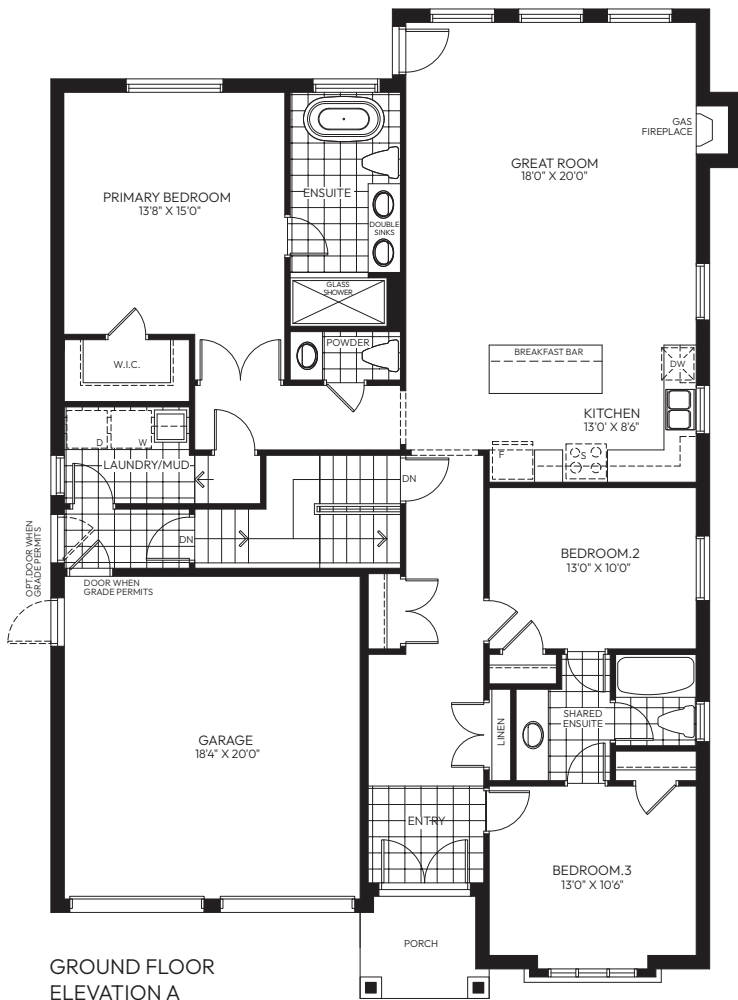 GAS
FIREPLACE
GREAT ROOM
18'0" X 20'0"
PRIMARY BEDROOM
13'8" X 15'0"
ENSUITE
DOUBLE
SINKS
GLASS
SHOWER
POWDER
W.I.C.
BREAKFAST BAR
DW
KITCHEN
13'0' X 8'6"
D
W
LAUNDRY/MUD
F
S
DN
DN
OPT.DOOR WHEN
GRADE PERMITS
DOOR WHEN
GRADE PERMITS
BEDROOM.2
13'0" X 10'0"
SHARED
ENSUITE
LINEN
GARAGE
18'4" X 20'0"
ENTRY
BEDROOM.3
13'0" X 10'6"
PORCH
GROUND FLOOR
ELEVATION A